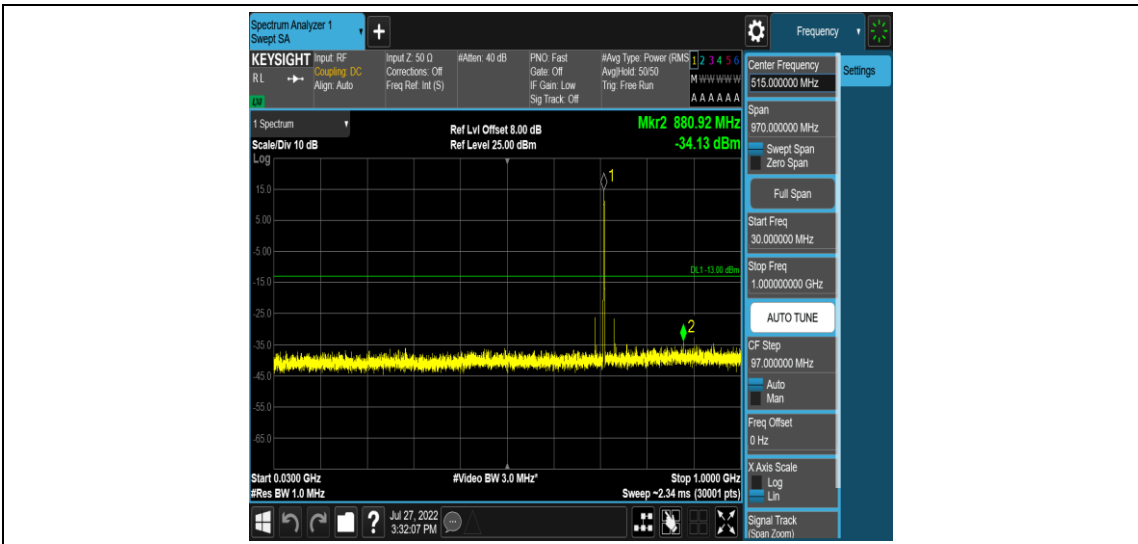 Spectrum Analyzer 1
Swept SA
+
Frequency
KEYSIGHT
RL
LXI
Input: RF
Coupling: DC
Align: Auto
Input Z: 50 Ω
Corrections: Off
Freq Ref: Int (S)
#Atten: 40 dB
PNO: Fast
Gate: Off
IF Gain: Low
Sig Track: Off
#Avg Type: Power (RMS
Avg|Hold: 50/50
Trig: Free Run
1 2 3 4 5 6
M W W W W W
A A A A A A
Center Frequency
515.000000 MHz
Settings
1 Spectrum
Scale/Div 10 dB
Log
Ref Lvl Offset 8.00 dB
Ref Level 25.00 dBm
Mkr2 880.92 MHz
-34.13 dBm
Span
970.000000 MHz
Swept Span
Zero Span
Full Span
Start Freq
30.000000 MHz
Stop Freq
1.000000000 GHz
AUTO TUNE
CF Step
97.000000 MHz
Auto
Man
Freq Offset
0 Hz
X Axis Scale
Log
Lin
Signal Track
(Span Zoom)
1
15.0
5.00
-5.00
DL1 -13.00 dBm
-15.0
-25.0
2
-35.0
-45.0
-55.0
-65.0
Start 0.0300 GHz
#Res BW 1.0 MHz
#Video BW 3.0 MHz*
Stop 1.0000 GHz
Sweep ~2.34 ms (30001 pts)
?
Jul 27, 2022
3:32:07 PM